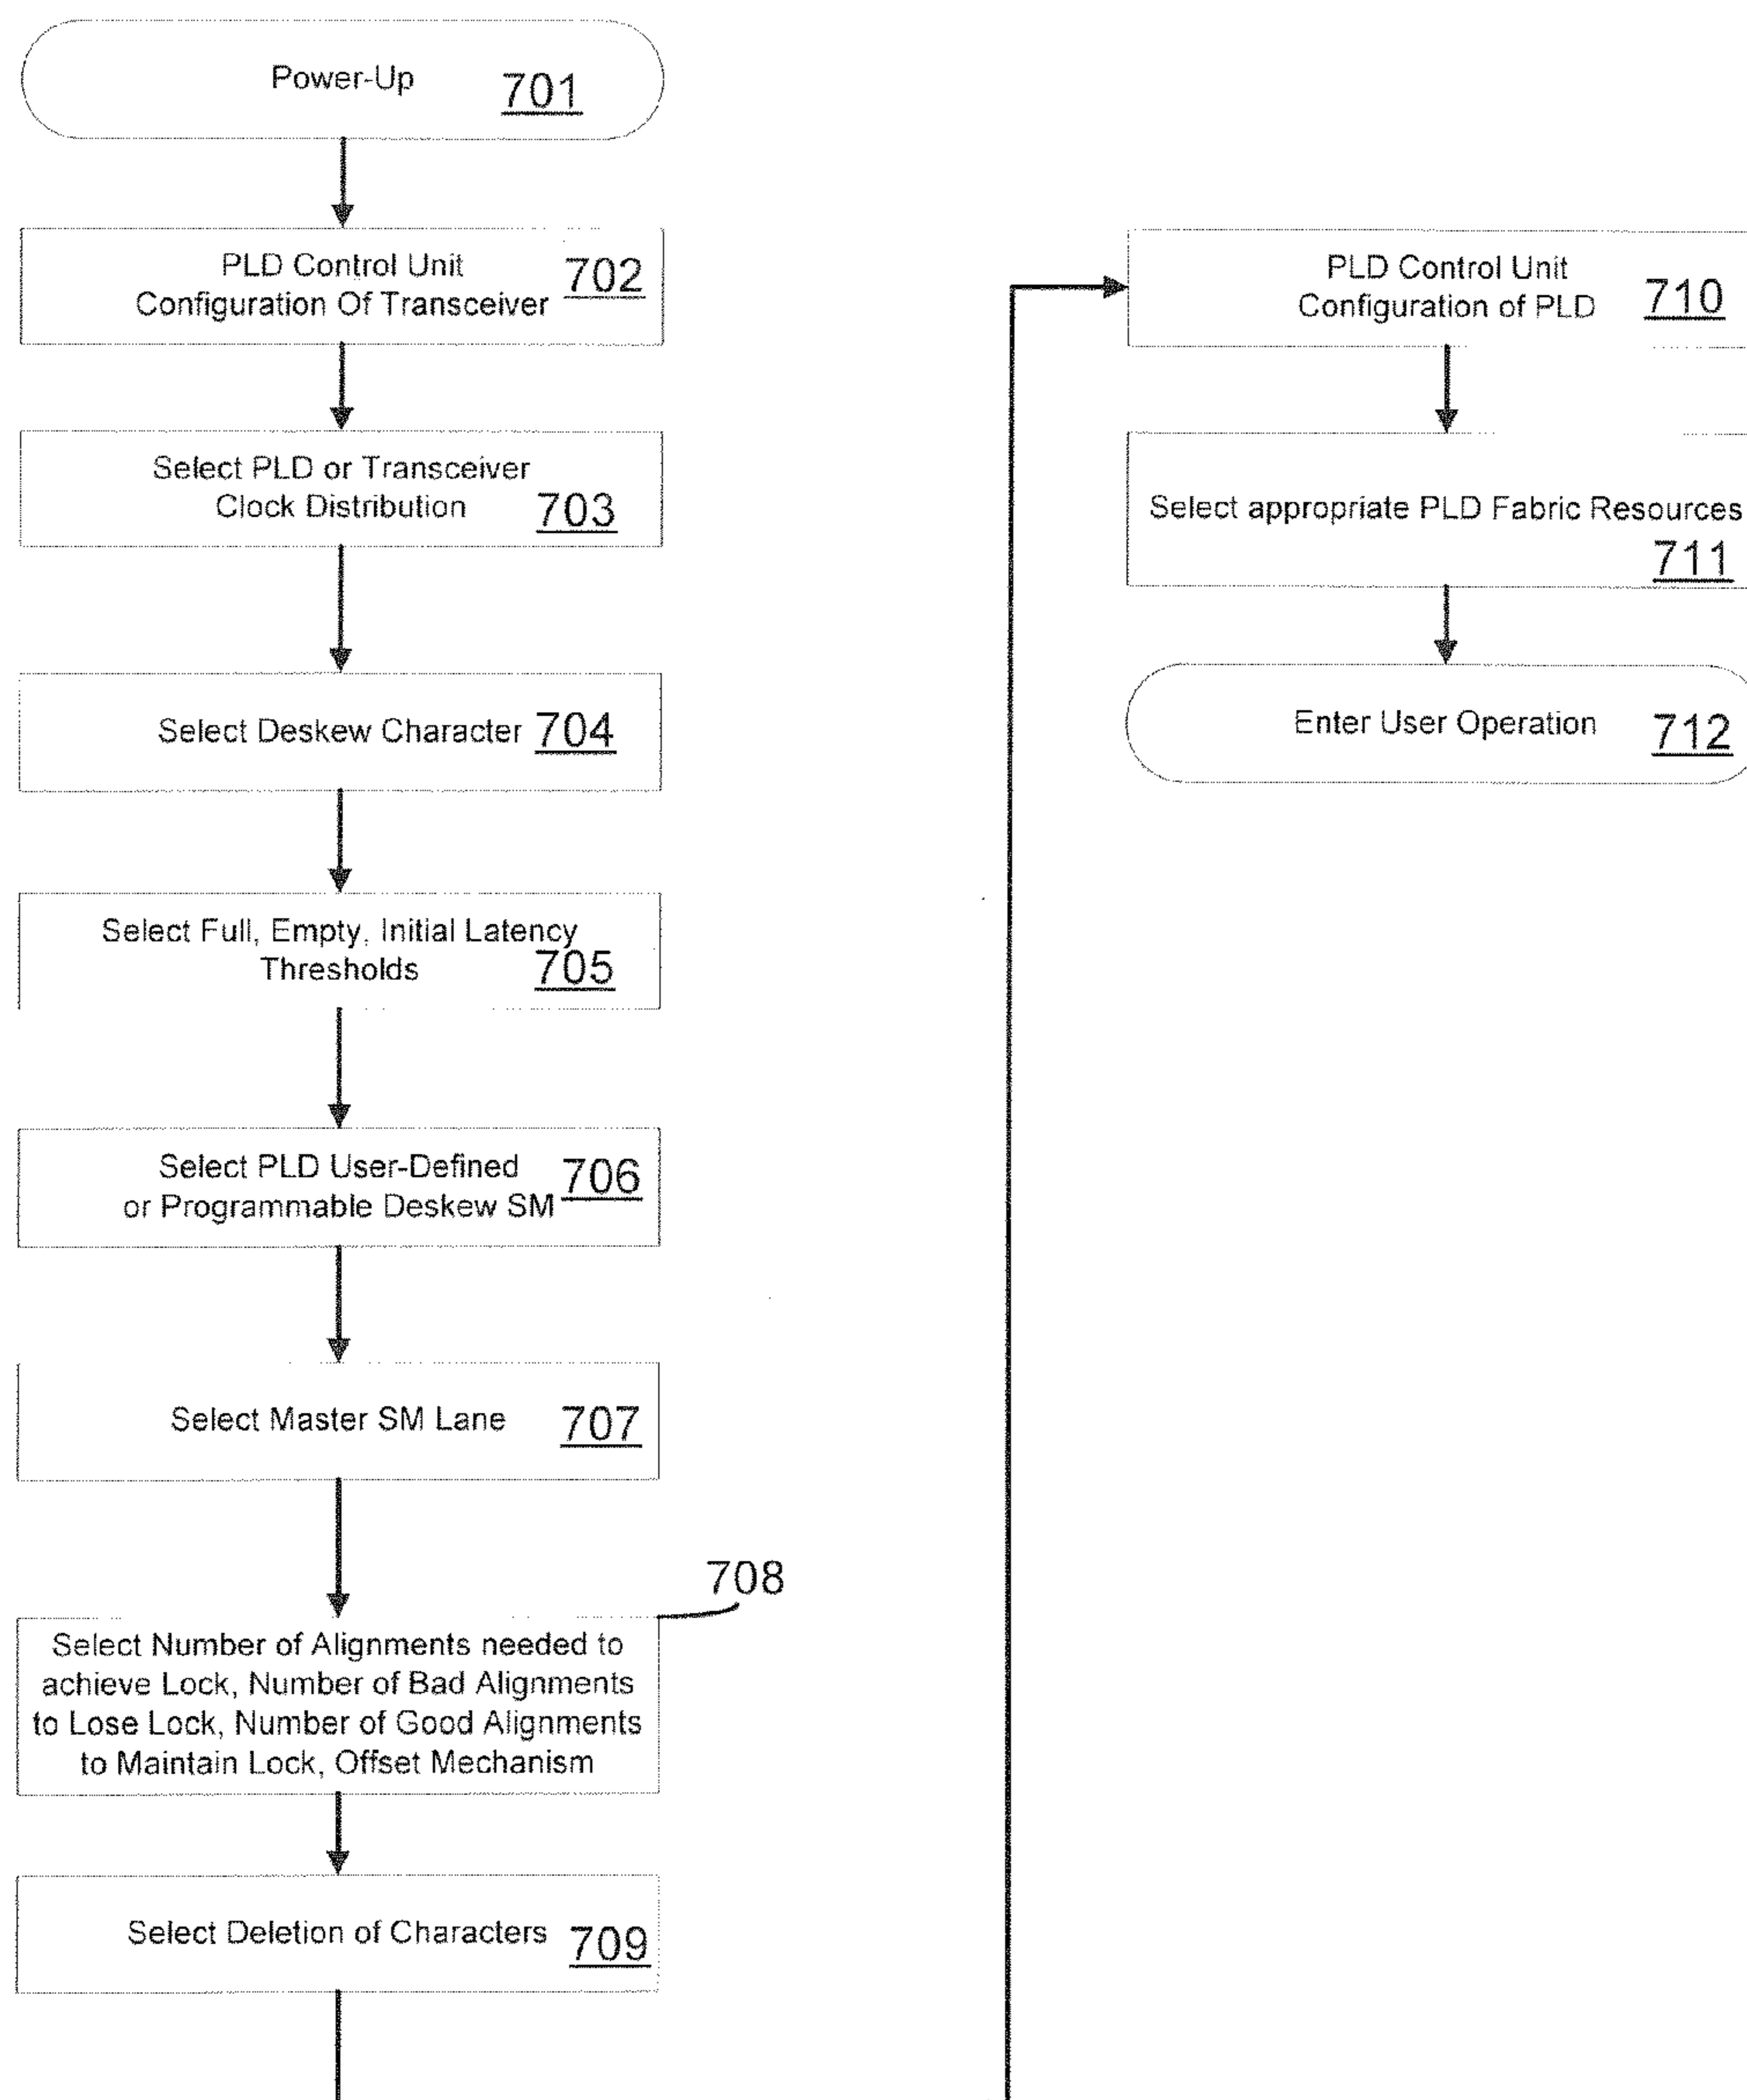 Power-Up
701
PLD Control Unit
Configuration Of Transceiver
702
Select PLD or Transceiver
Clock Distribution
703
Select Deskew Character
704
Select Full, Empty, Initial Latency
Thresholds
705
Select PLD User-Defined
or Programmable Deskew SM
706
Select Master SM Lane
707
708
Select Number of Alignments needed to
achieve Lock, Number of Bad Alignments
to Lose Lock, Number of Good Alignments
to Maintain Lock, Offset Mechanism
Select Deletion of Characters
709
PLD Control Unit
Configuration of PLD
710
Select appropriate PLD Fabric Resources
711
Enter User Operation
712